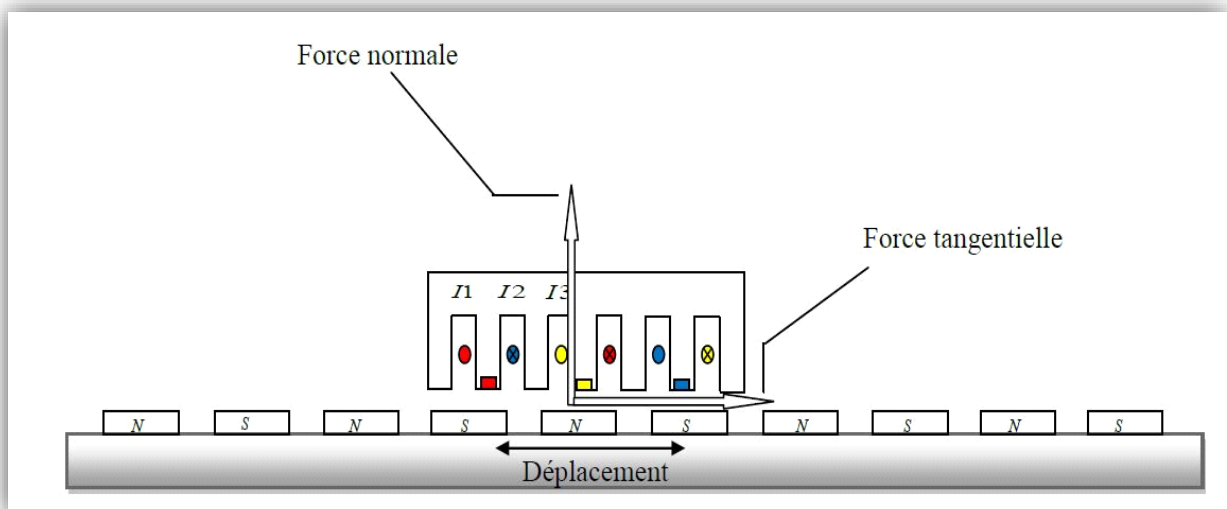 Force normale
Force tangentielle
I1 I2 I3
N S N S N S N S N S
Déplacement